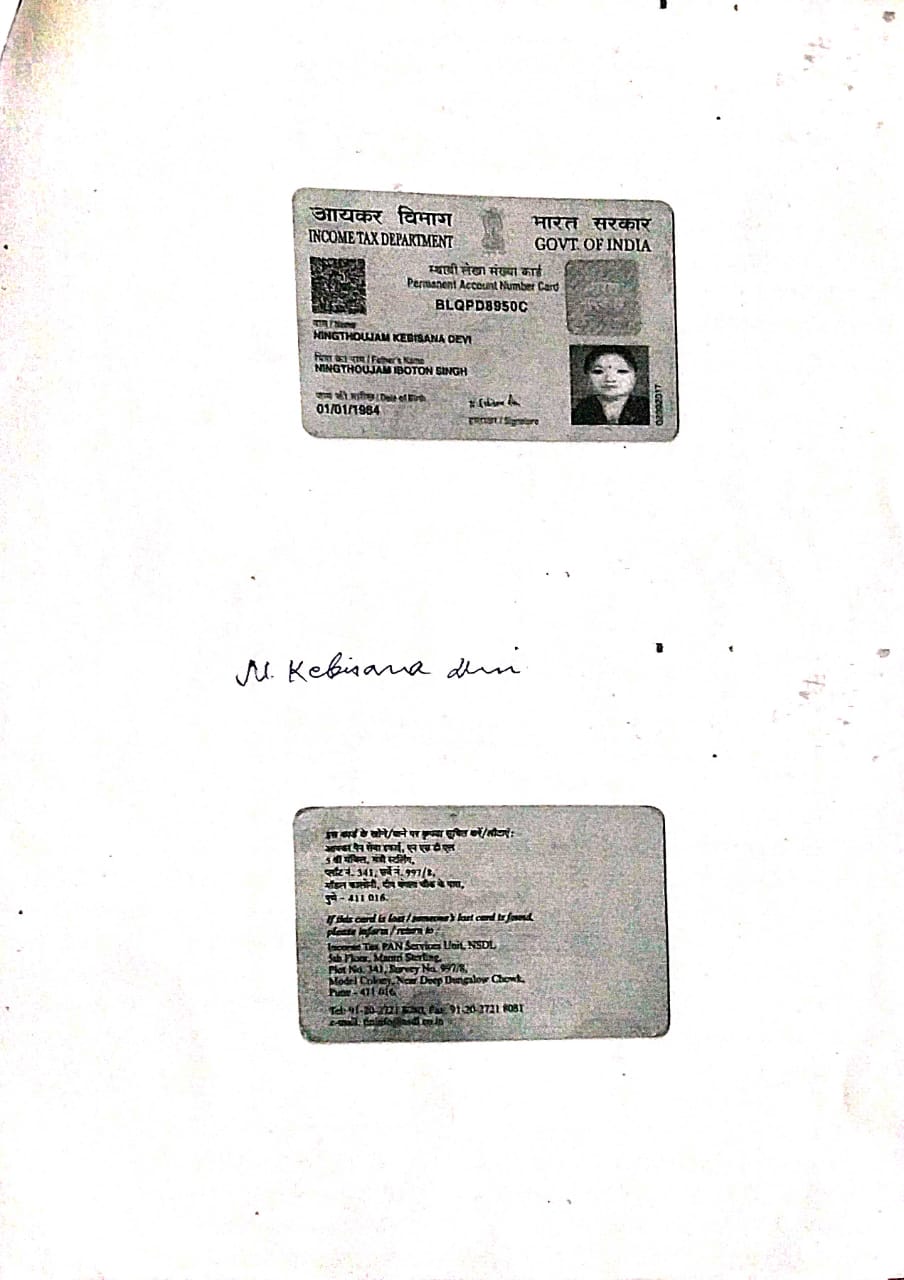 आयकर विभाग
INCOME TAX DEPARTMENT
भारत सरकार
GOVT. OF INDIA
स्थायी लेखा संख्या कार्ड
Permanent Account Number Card
BLQPD8950C
नाम / Name
NINGTHOUJAM KEBISANA DEVI
पिता का नाम / Father's Name
NINGTHOUJAM IBOTON SINGH
जन्म की तारीख / Date of Birth
01/01/1984
हस्ताक्षर / Signature
N. Kebisana Devi
इस कार्ड के खोने/पाने पर कृपया सूचित करें/लौटाएं :
आयकर पैन सेवा इकाई, एन एस डी एल
5 वी मंजिल, मंत्री स्टर्लिंग,
प्लॉट नं. 341, सर्वे नं. 997/8,
मॉडल कालोनी, दीप बंगला चौक के पास,
पुणे - 411 016.
If this card is lost / someone's lost card is found,
please inform / return to :
Income Tax PAN Services Unit, NSDL
5th Floor, Mantri Sterling,
Plot No. 341, Survey No. 997/8,
Model Colony, Near Deep Bungalow Chowk,
Pune - 411 016.
Tel: 91-20-2721 8080, Fax: 91-20-2721 8081
e-mail: tininfo@nsdl.co.in